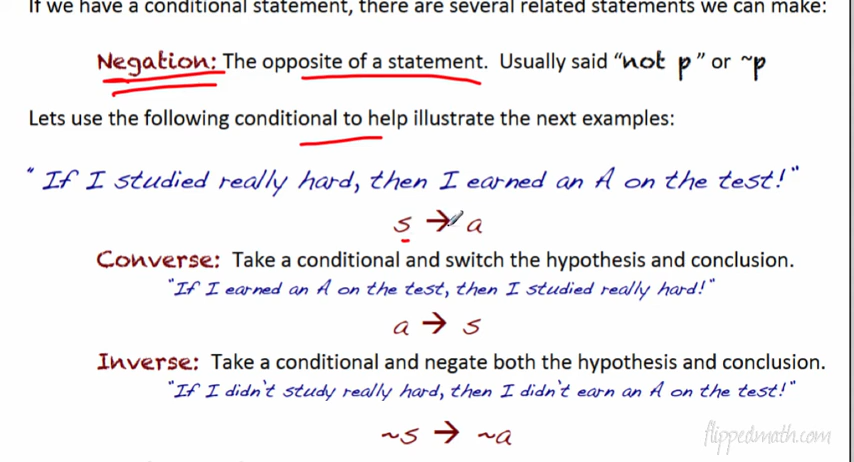 If we have a conditional statement, there are several related statements we can make:
Negation: The opposite of a statement. Usually said "not p" or ~p
Lets use the following conditional to help illustrate the next examples:
"If I studied really hard, then I earned an A on the test!"
s → a
Converse: Take a conditional and switch the hypothesis and conclusion.
"If I earned an A on the test, then I studied really hard!"
a → s
Inverse: Take a conditional and negate both the hypothesis and conclusion.
"If I didn't study really hard, then I didn't earn an A on the test!"
~s → ~a
flippedmath.com